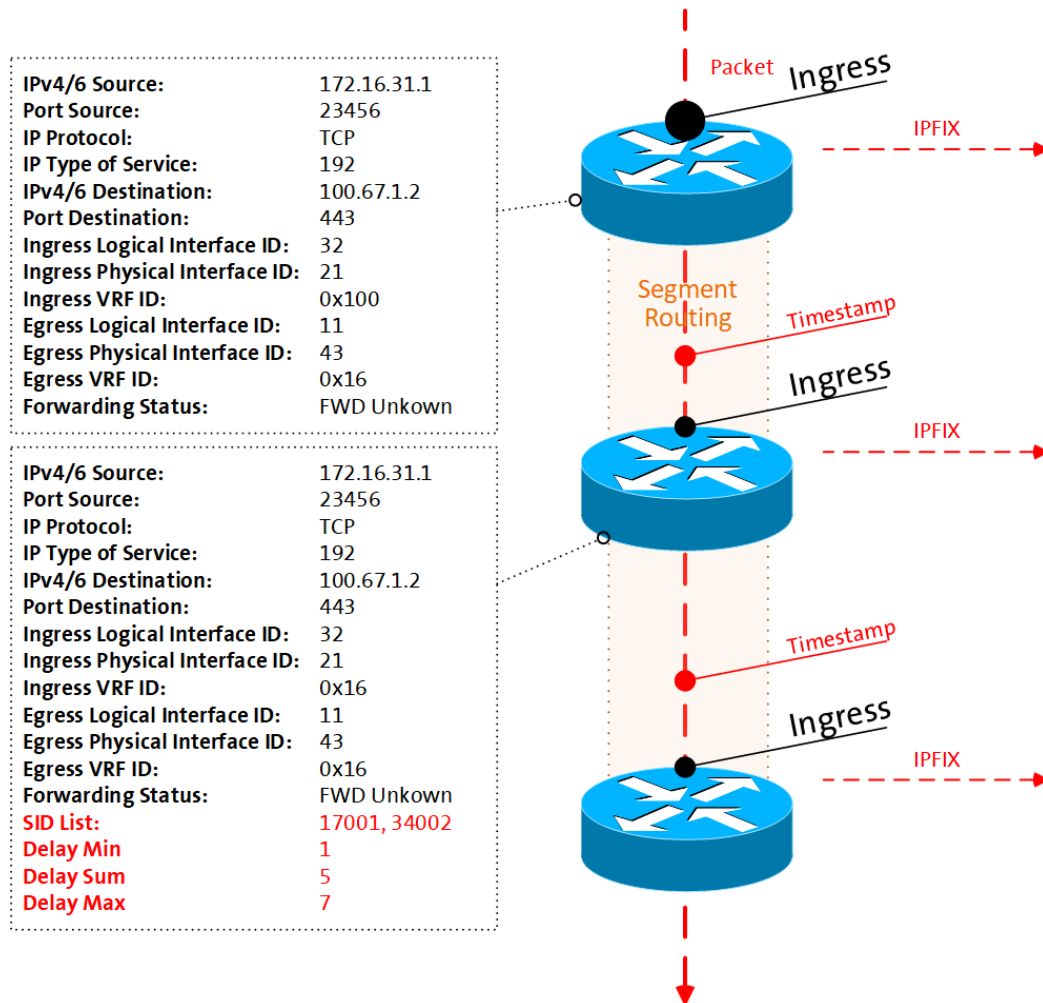 IPv4/6 Source: 172.16.31.1
Port Source: 23456
IP Protocol: TCP
IP Type of Service: 192
IPv4/6 Destination: 100.67.1.2
Port Destination: 443
Ingress Logical Interface ID: 32
Ingress Physical Interface ID: 21
Ingress VRF ID: 0x100
Egress Logical Interface ID: 11
Egress Physical Interface ID: 43
Egress VRF ID: 0x16
Forwarding Status: FWD Unkown
IPv4/6 Source: 172.16.31.1
Port Source: 23456
IP Protocol: TCP
IP Type of Service: 192
IPv4/6 Destination: 100.67.1.2
Port Destination: 443
Ingress Logical Interface ID: 32
Ingress Physical Interface ID: 21
Ingress VRF ID: 0x16
Egress Logical Interface ID: 11
Egress Physical Interface ID: 43
Egress VRF ID: 0x16
Forwarding Status: FWD Unkown
SID List: 17001, 34002
Delay Min 1
Delay Sum 5
Delay Max 7
Packet
Ingress
IPFIX
Segment
Routing
Timestamp
Ingress
IPFIX
Timestamp
Ingress
IPFIX